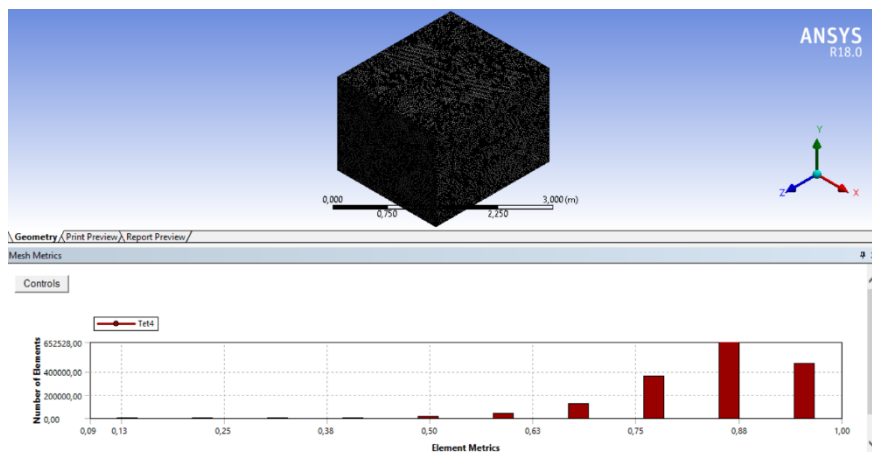 ANSYS
R18.0
Y
Z
X
0,000
3,000 (m)
0,750
2,250
Geometry Print Preview Report Preview
Mesh Metrics
Controls
Tet4
652528,00
400000,00
200000,00
0,00
Number of Elements
0,09
0,13
0,25
0,38
0,50
0,63
0,75
0,88
1,00
Element Metrics